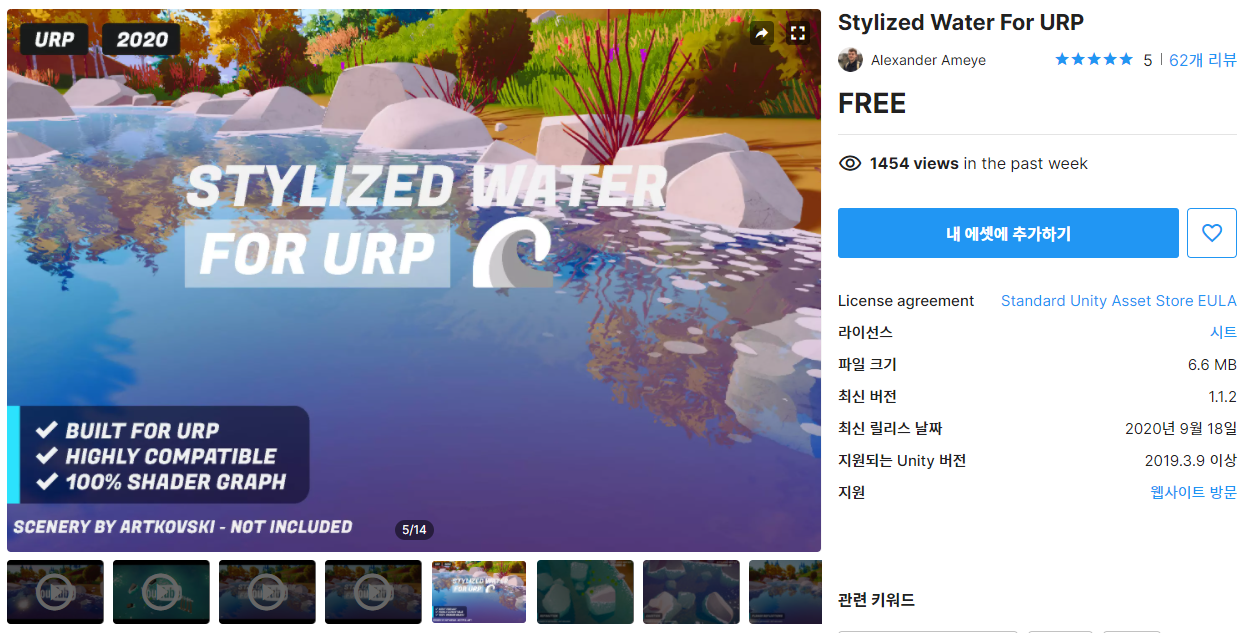 URP
2020
STYLIZED WATER
FOR URP
BUILT FOR URP
HIGHLY COMPATIBLE
100% SHADER GRAPH
SCENERY BY ARTKOVSKI - NOT INCLUDED
5/14
Stylized Water For URP
Alexander Ameye
5 | 62개 리뷰
FREE
1454 views in the past week
내 에셋에 추가하기
License agreement Standard Unity Asset Store EULA
라이선스 시트
파일 크기 6.6 MB
최신 버전 1.1.2
최신 릴리스 날짜 2020년 9월 18일
지원되는 Unity 버전 2019.3.9 이상
지원 웹사이트 방문
관련 키워드